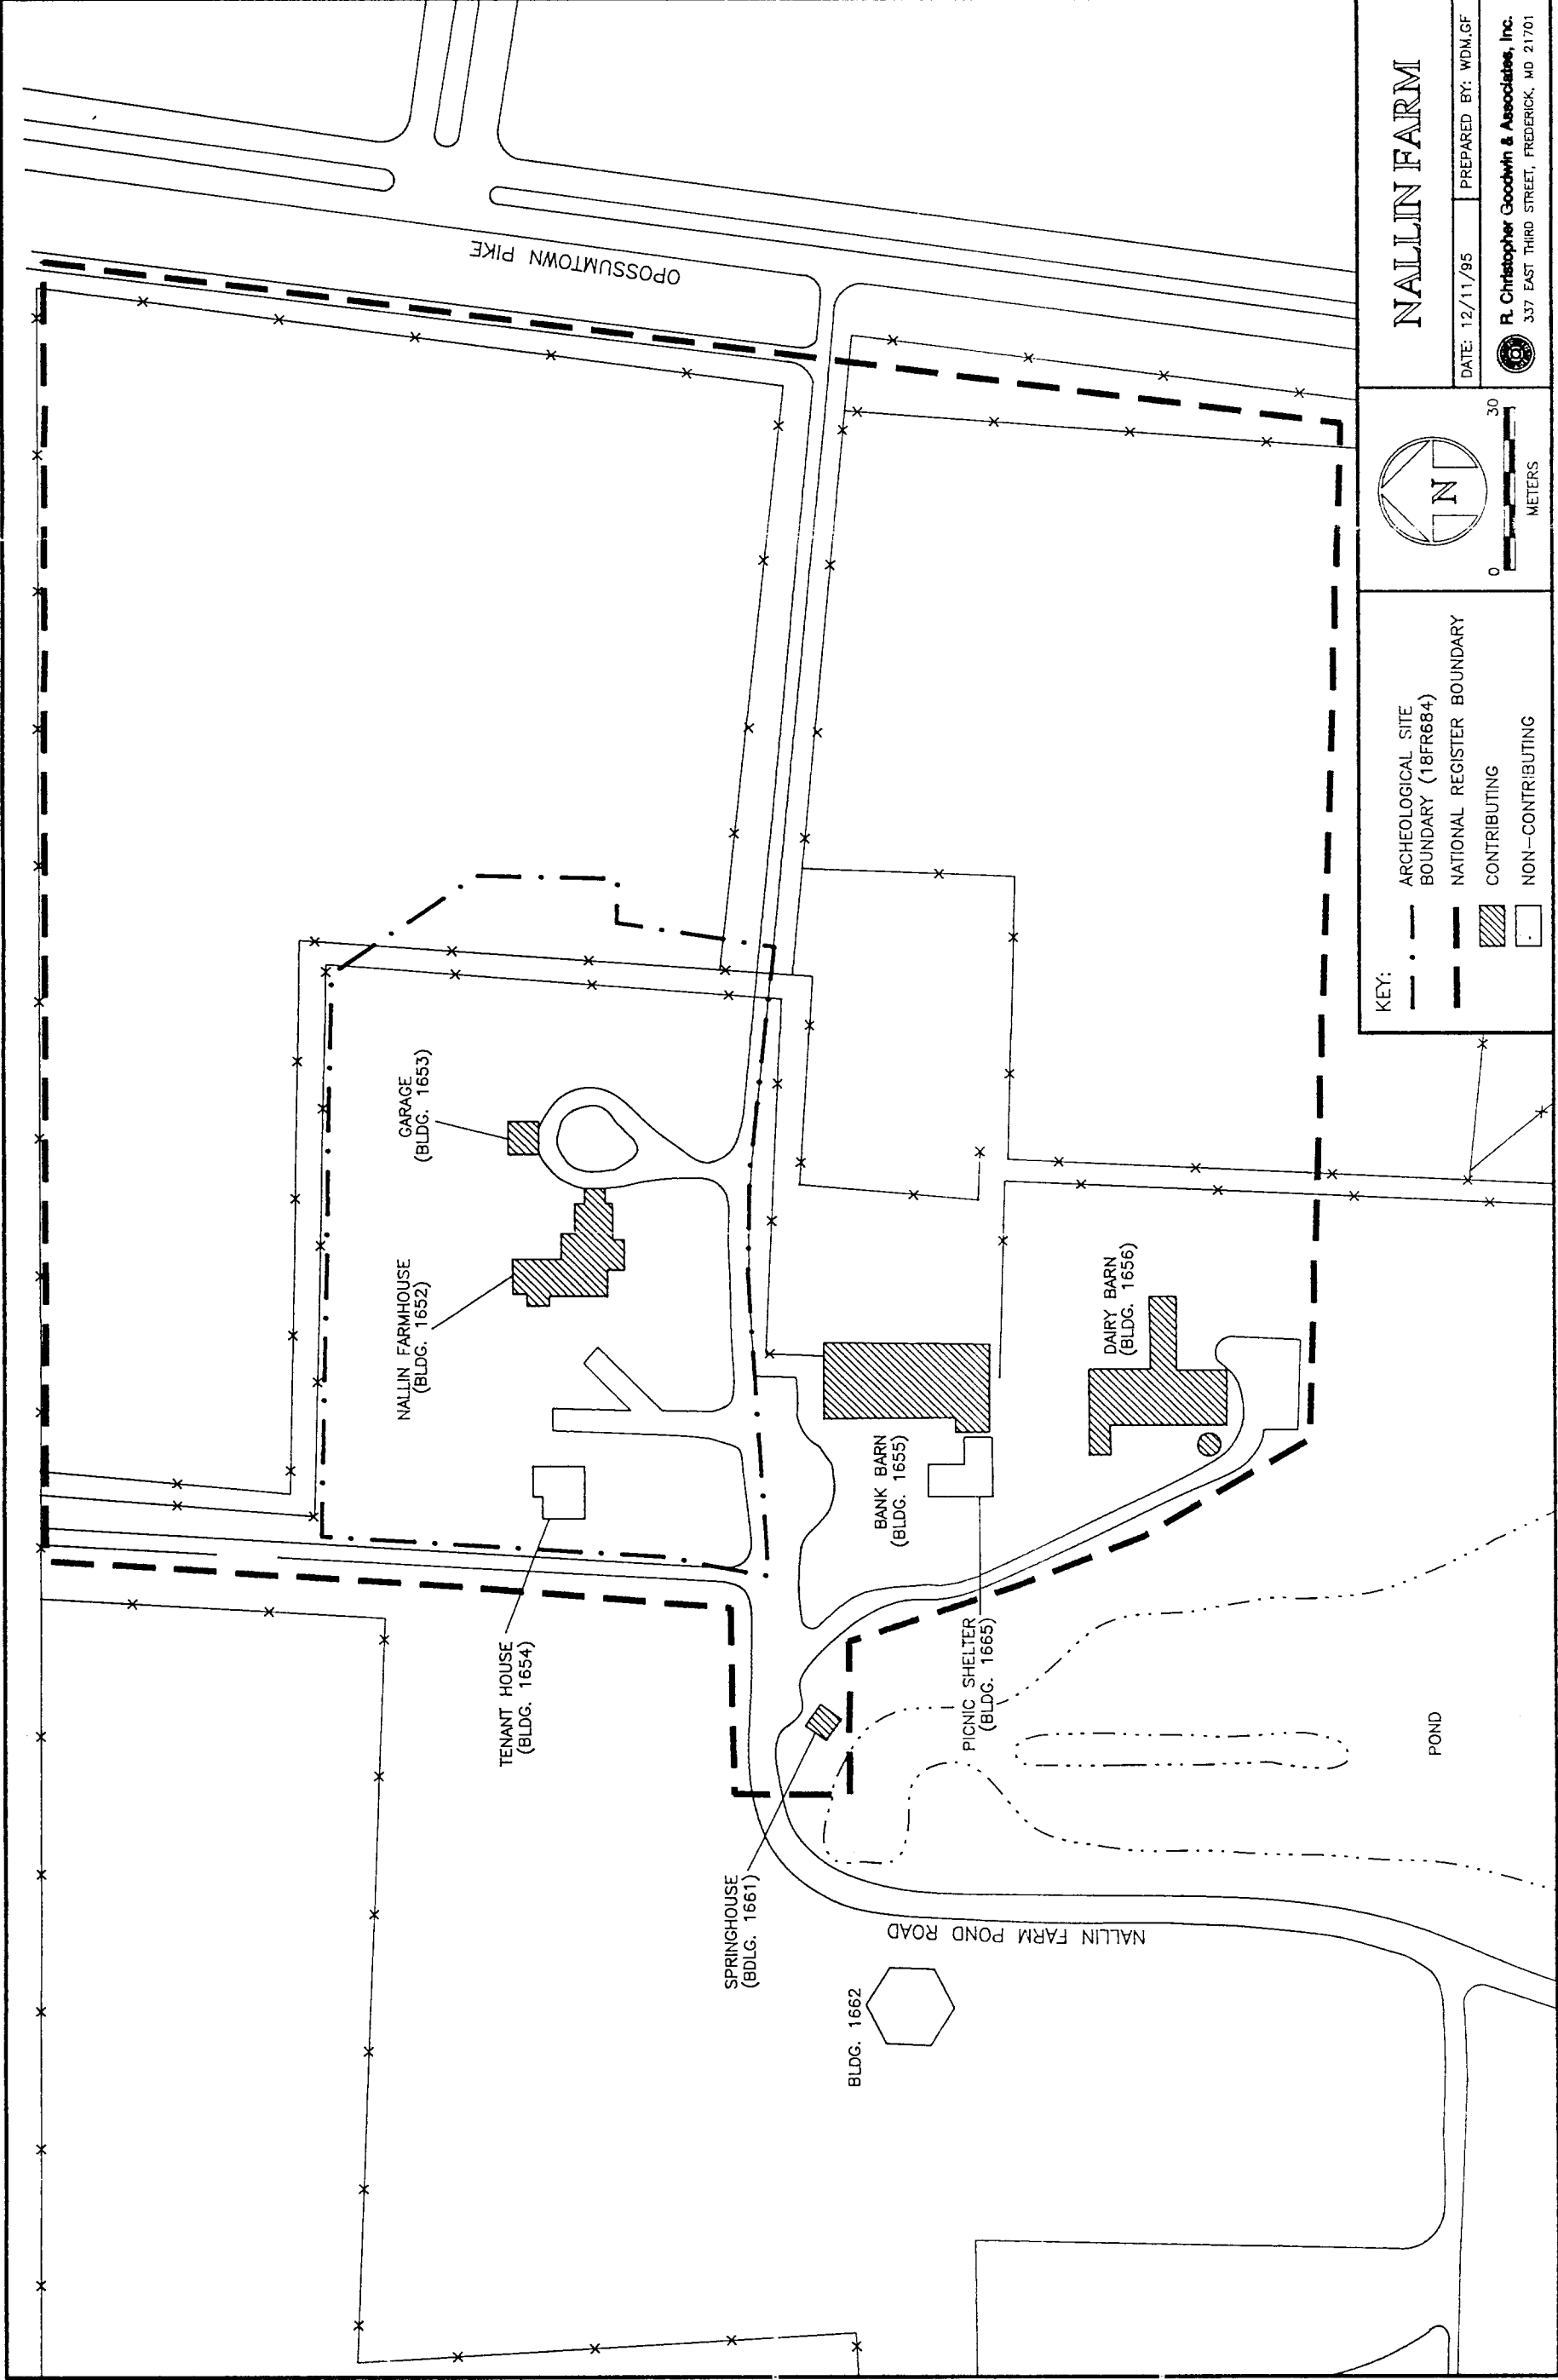 OPOSSUMTOWN PIKE
GARAGE
(BLDG. 1653)
NALLIN FARMHOUSE
(BLDG. 1652)
TENANT HOUSE
(BLDG. 1654)
SPRINGHOUSE
(BDLG. 1661)
BANK BARN
(BLDG. 1655)
DAIRY BARN
(BLDG. 1656)
PICNIC SHELTER
(BLDG. 1665)
BLDG. 1662
NALLIN FARM POND ROAD
POND
KEY:
ARCHEOLOGICAL SITE
BOUNDARY (18FR684)
NATIONAL REGISTER BOUNDARY
CONTRIBUTING
NON-CONTRIBUTING
N
0 30
METERS
NALLIN FARM
DATE: 12/11/95 PREPARED BY: WDM,GF
R. Christopher Goodwin & Associates, Inc.
337 EAST THIRD STREET, FREDERICK, MD 21701